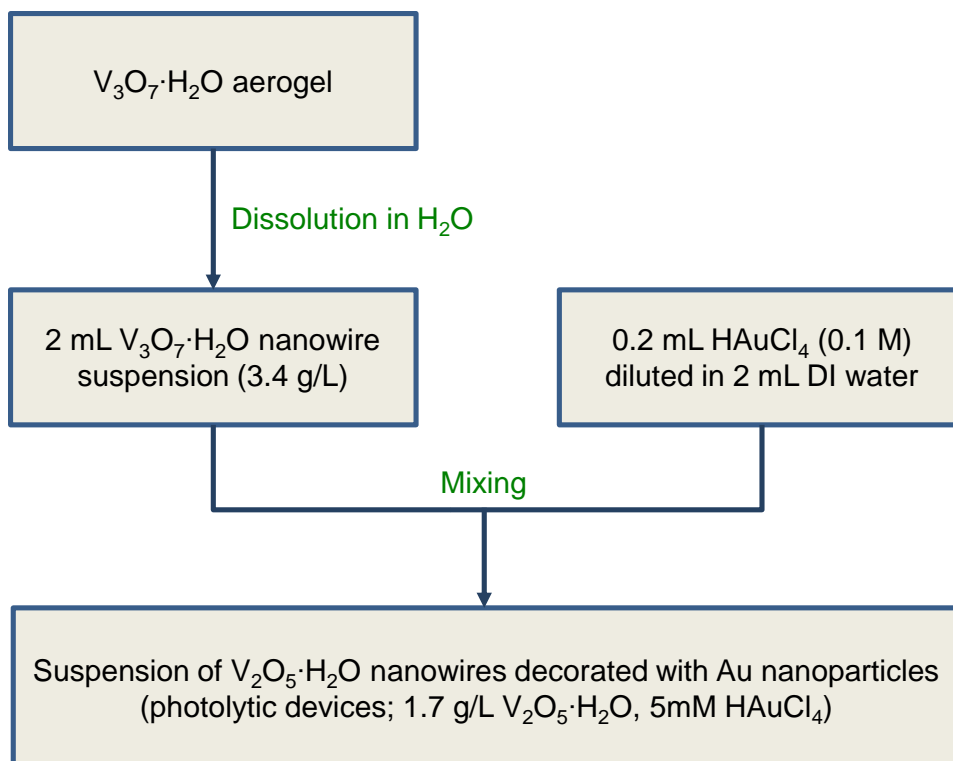 V₃O₇·H₂O aerogel
Dissolution in H₂O
2 mL V₃O₇·H₂O nanowire
suspension (3.4 g/L)
0.2 mL HAuCl₄ (0.1 M)
diluted in 2 mL DI water
Mixing
Suspension of V₂O₅·H₂O nanowires decorated with Au nanoparticles
(photolytic devices; 1.7 g/L V₂O₅·H₂O, 5mM HAuCl₄)